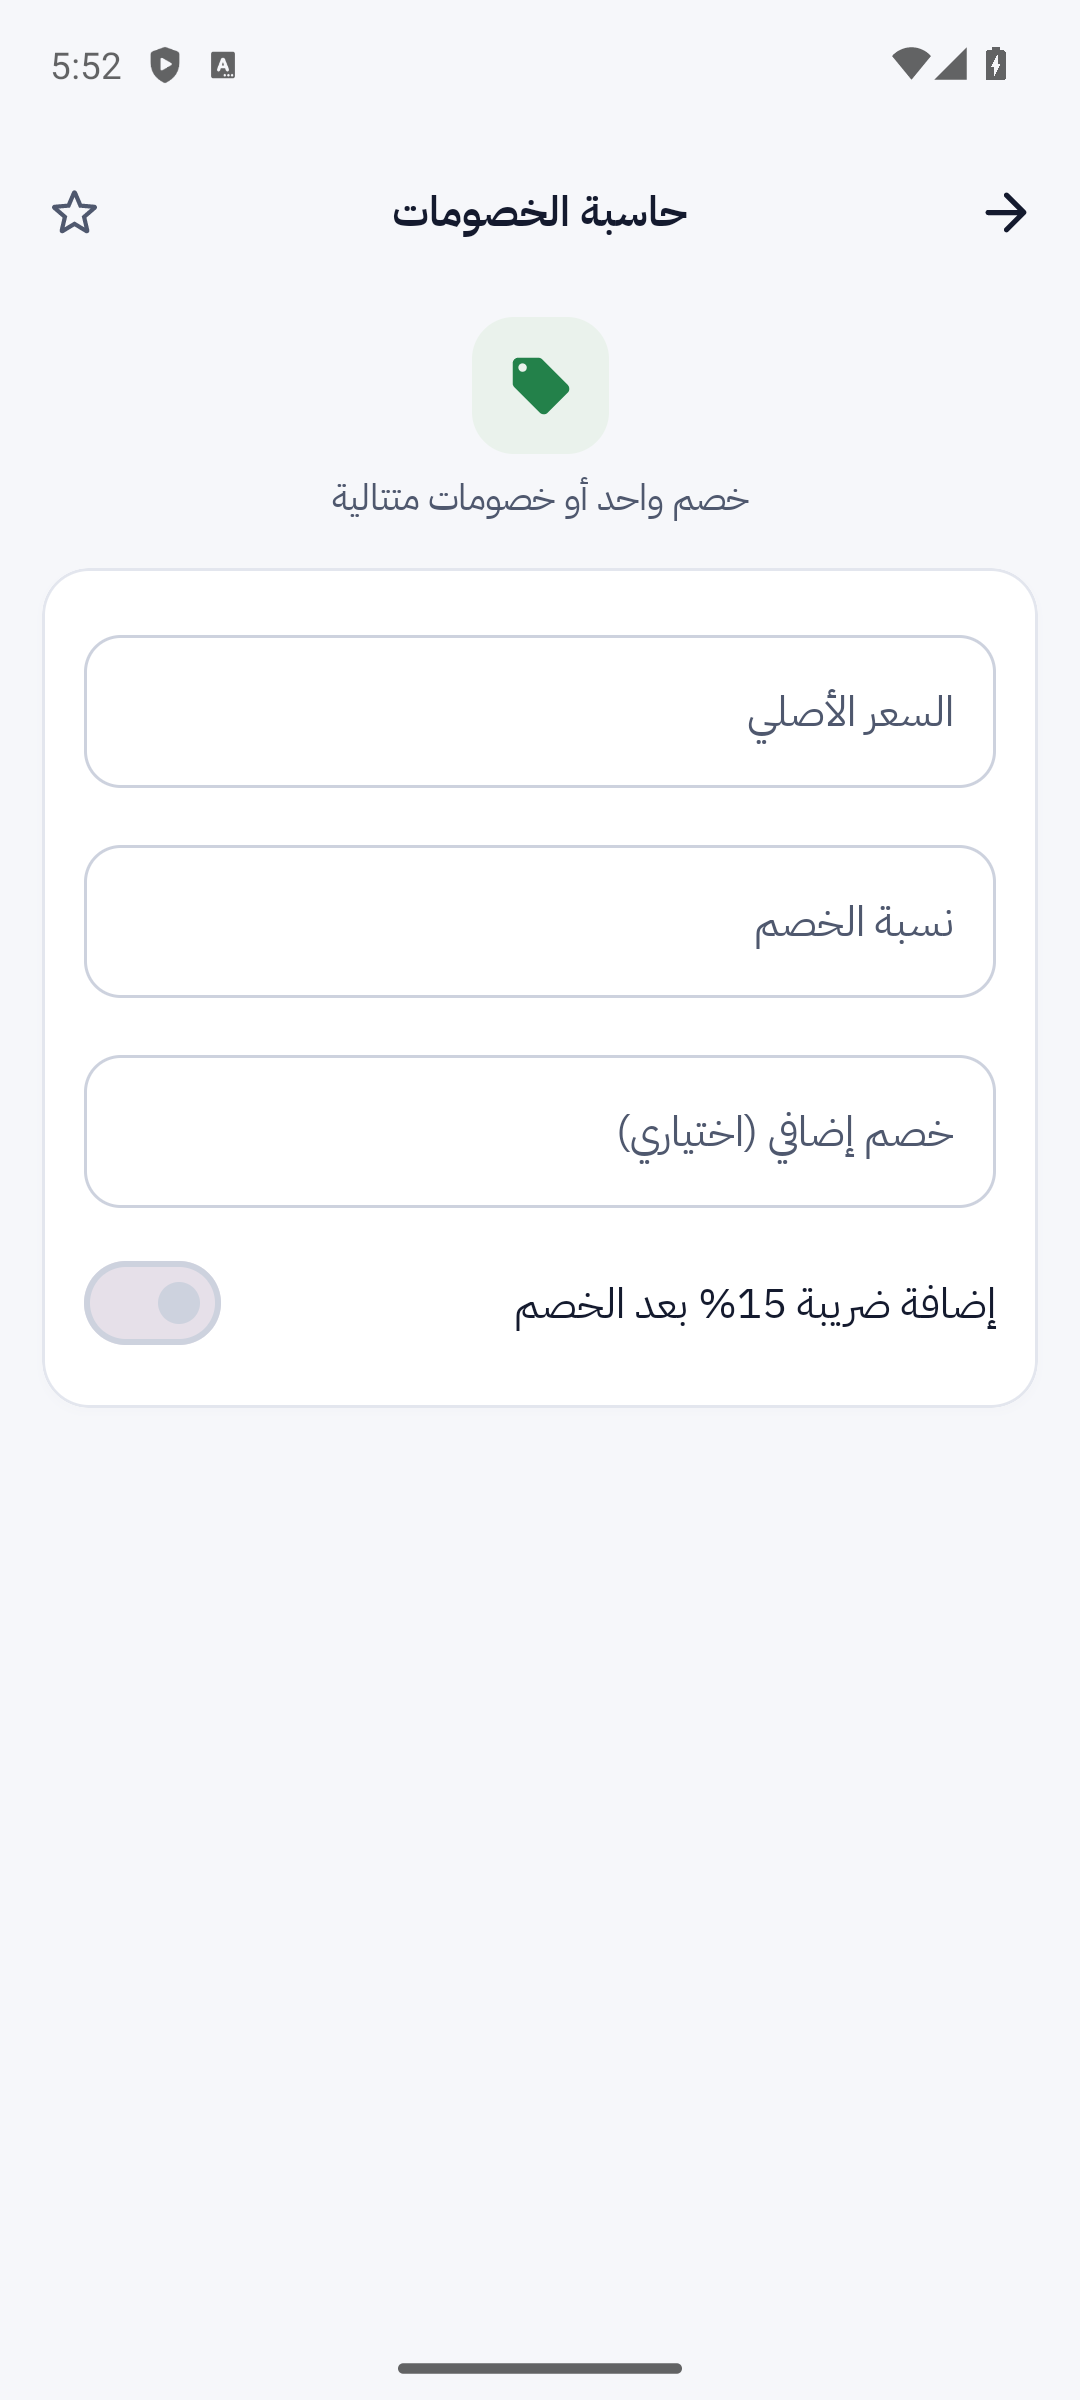 5:52
حاسبة الخصومات
خصم واحد أو خصومات متتالية
السعر الأصلي
نسبة الخصم
خصم إضافي (اختياري)
إضافة ضريبة 15% بعد الخصم